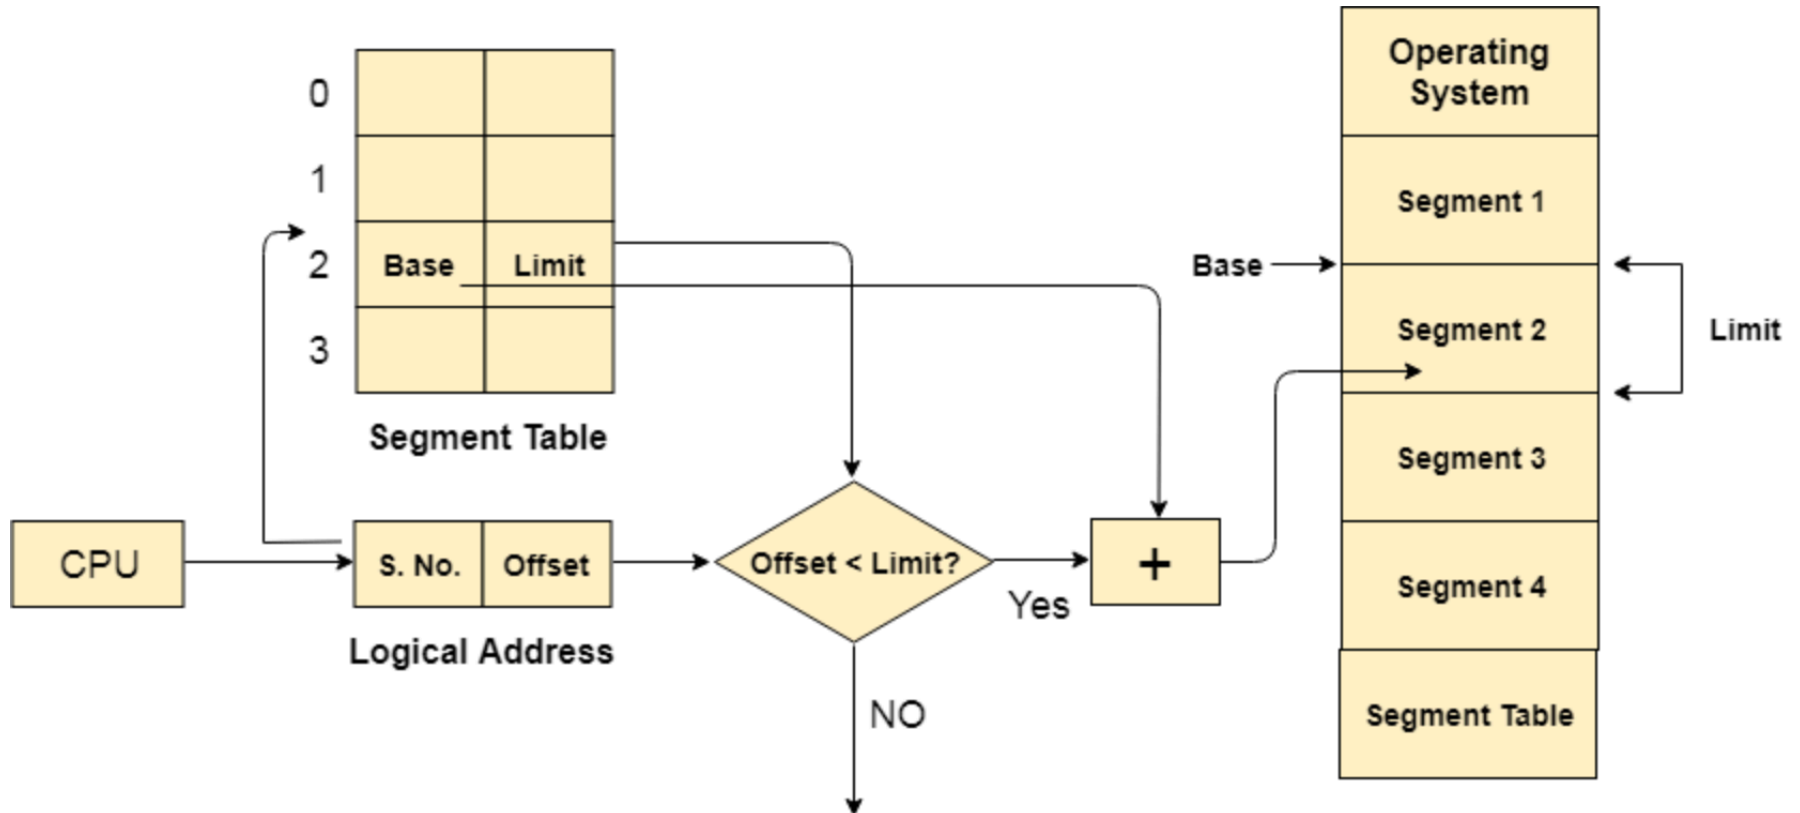 0
1
2
3
Base
Limit
Segment Table
CPU
S. No.
Offset
Logical Address
Offset < Limit?
Yes
NO
+
Operating
System
Segment 1
Base
Segment 2
Limit
Segment 3
Segment 4
Segment Table